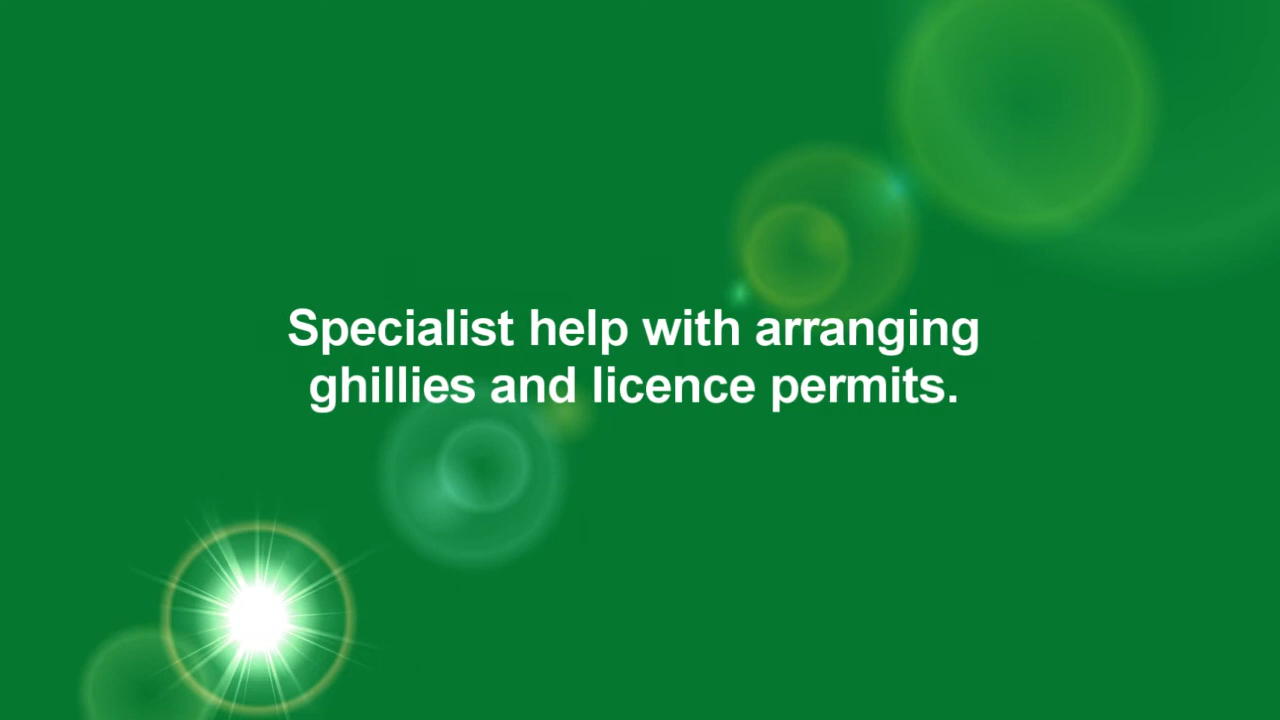 Specialist help with arranging
ghillies and licence permits.